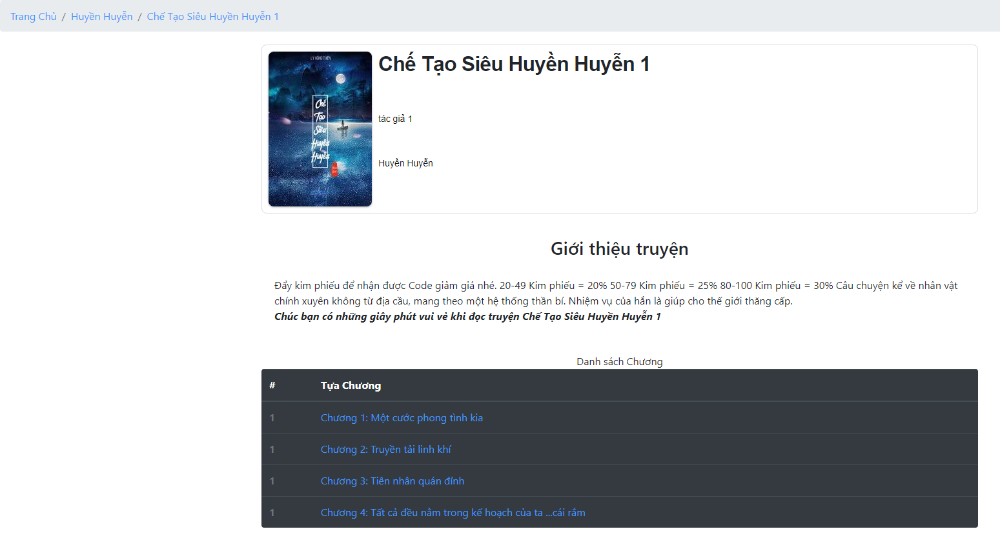 Trang Chủ / Huyền Huyễn / Chế Tạo Siêu Huyền Huyễn 1
LÝ HỒNG THIÊN
Chế
Tạo
Siêu
Huyền
Huyễn
Chế Tạo Siêu Huyền Huyễn 1
tác giả 1
Huyền Huyễn
Giới thiệu truyện
Đẩy kim phiếu để nhận được Code giảm giá nhé. 20-49 Kim phiếu = 20% 50-79 Kim phiếu = 25% 80-100 Kim phiếu = 30% Câu chuyện kể về nhân vật
chính xuyên không từ địa cầu, mang theo một hệ thống thần bí. Nhiệm vụ của hắn là giúp cho thế giới thăng cấp.
Chúc bạn có những giây phút vui vẻ khi đọc truyện Chế Tạo Siêu Huyền Huyễn 1
Danh sách Chương
# Tựa Chương
1 Chương 1: Một cước phong tình kia
1 Chương 2: Truyền tải linh khí
1 Chương 3: Tiên nhân quán đỉnh
1 Chương 4: Tất cả đều nằm trong kế hoạch của ta ...cái rắm